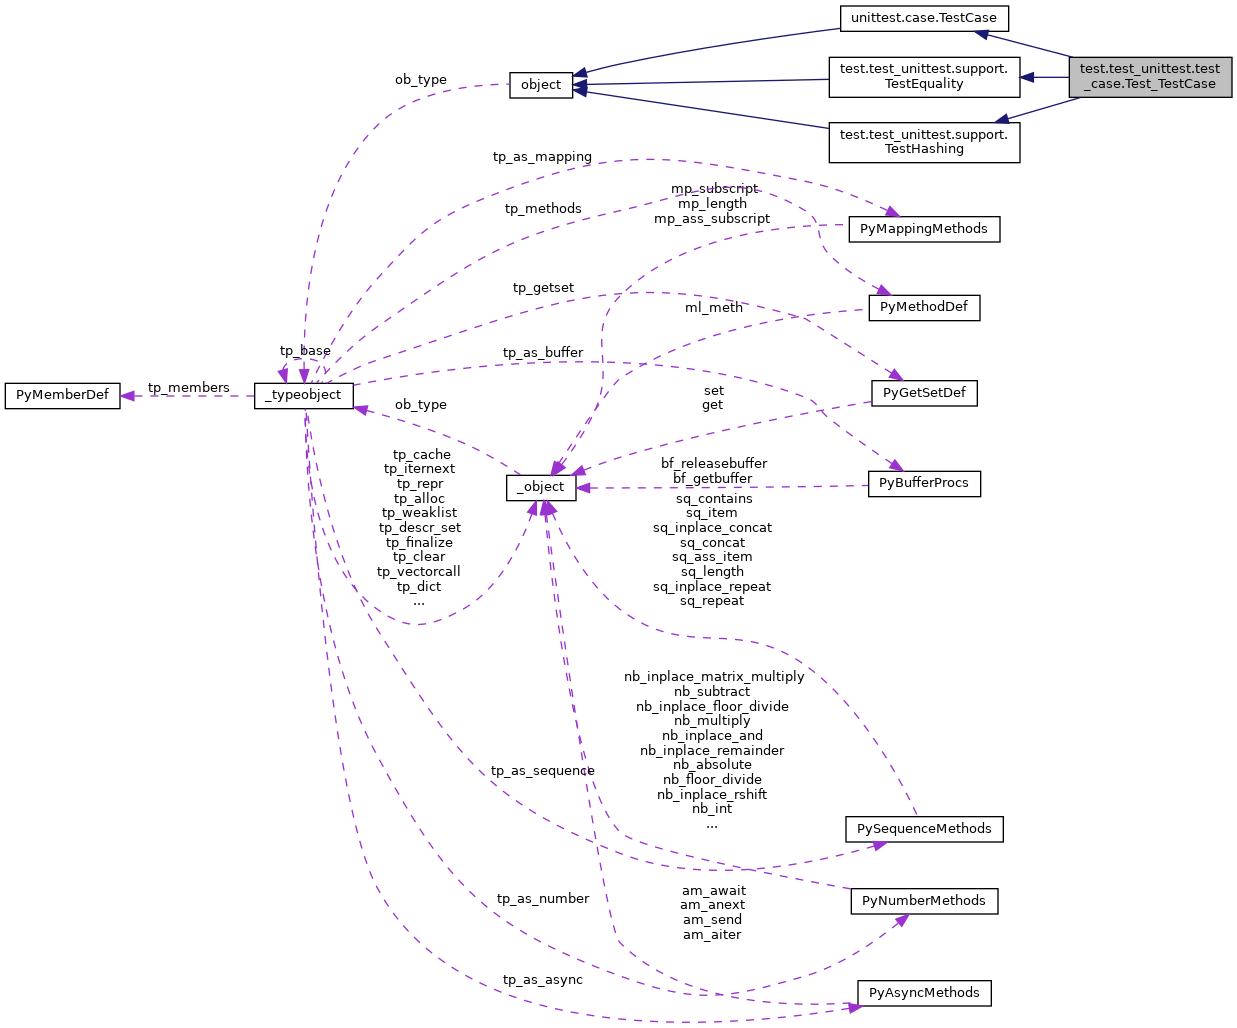 unittest.case.TestCase
test.test_unittest.support.
TestEquality
test.test_unittest.test
_case.Test_TestCase
object
ob_type
test.test_unittest.support.
TestHashing
tp_as_mapping
mp_subscript
mp_length
mp_ass_subscript
tp_methods
PyMappingMethods
tp_getset
ml_meth
PyMethodDef
tp_base
tp_as_buffer
PyMemberDef
tp_members
_typeobject
ob_type
set
get
PyGetSetDef
tp_cache
tp_iternext
tp_repr
tp_alloc
tp_weaklist
tp_descr_set
tp_finalize
tp_clear
tp_vectorcall
tp_dict
...
_object
bf_releasebuffer
bf_getbuffer
PyBufferProcs
sq_contains
sq_item
sq_inplace_concat
sq_concat
sq_ass_item
sq_length
sq_inplace_repeat
sq_repeat
nb_inplace_matrix_multiply
nb_subtract
nb_inplace_floor_divide
nb_multiply
nb_inplace_and
nb_inplace_remainder
nb_absolute
nb_floor_divide
nb_inplace_rshift
nb_int
...
tp_as_sequence
PySequenceMethods
tp_as_number
PyNumberMethods
am_await
am_anext
am_send
am_aiter
tp_as_async
PyAsyncMethods